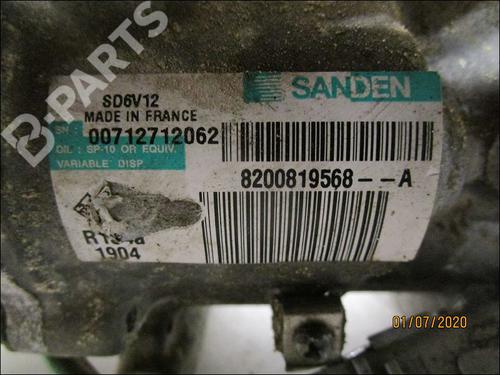 SD6V12
MADE IN FRANCE
SANDEN
SN: 00712712062
OIL: SP-10 OR EQUIV.
VARIABLE DISP.
8200819568--A
R134a
1904
B-PARTS
01/07/2020